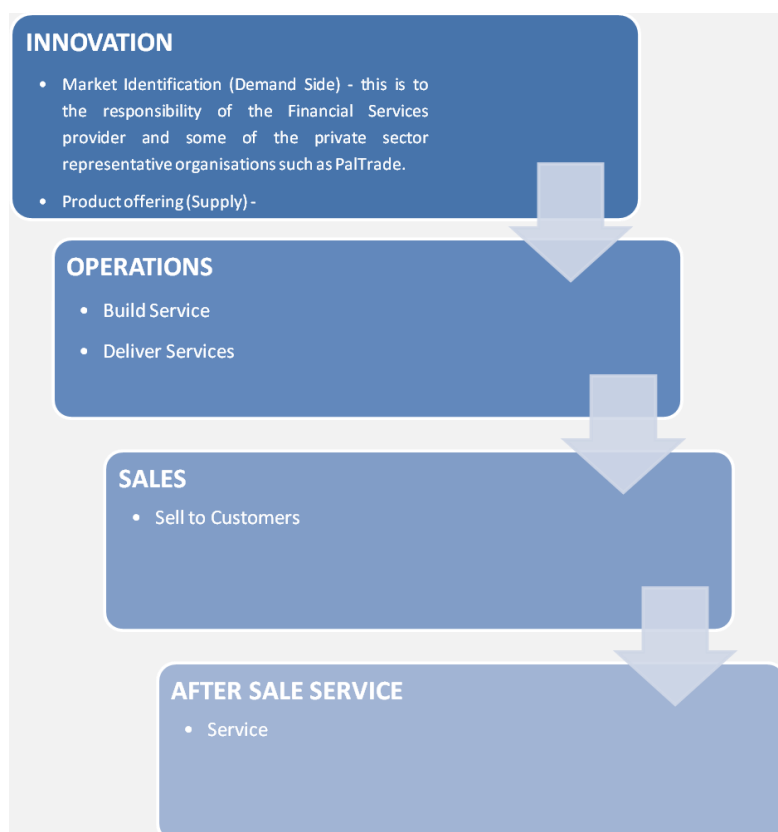 INNOVATION
• Market Identification (Demand Side) - this is to
the responsibility of the Financial Services
provider and some of the private sector
representative organisations such as PalTrade.
• Product offering (Supply) -
OPERATIONS
• Build Service
• Deliver Services
SALES
• Sell to Customers
AFTER SALE SERVICE
• Service